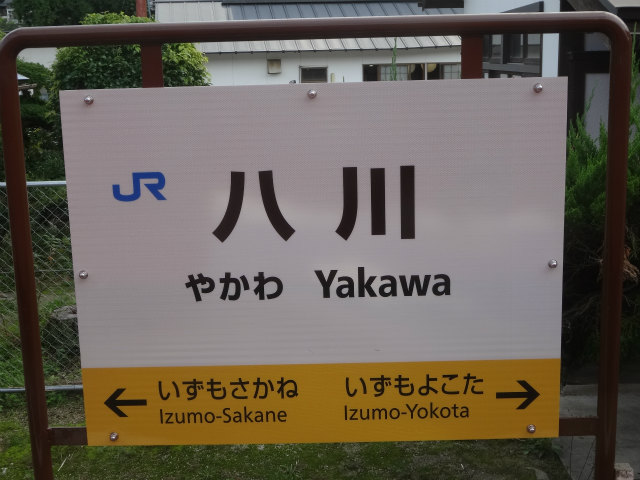 JR
八川
やかわ Yakawa
← いずもさかね いずもよこた →
Izumo-Sakane Izumo-Yokota